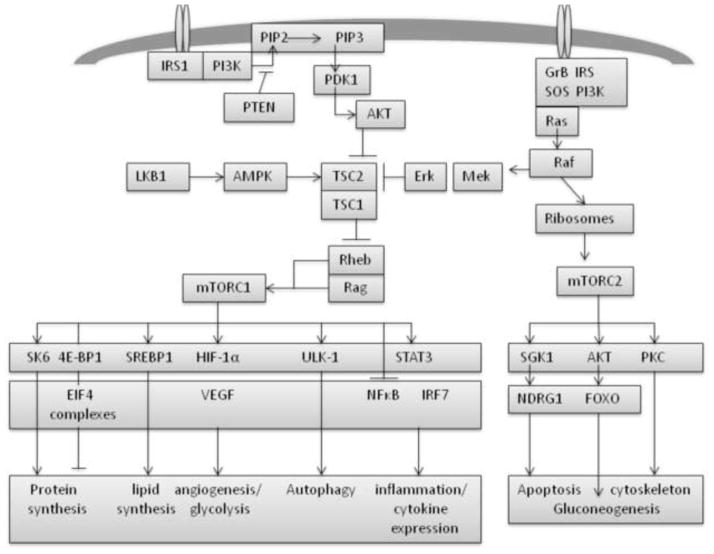 PIP2 PIP3
IRS1 PI3K
PDK1
PTEN
AKT
GrB IRS
SOS PI3K
Ras
Raf
LKB1 AMPK TSC2 Erk Mek
TSC1
Ribosomes
Rheb
mTORC1 Rag
mTORC2
SK6 4E-BP1 SREBP1 HIF-1α ULK-1 STAT3
SGK1 AKT PKC
EIF4 VEGF NFκB IRF7
complexes
NDRG1 FOXO
Protein lipid angiogenesis/ Autophagy inflammation/
synthesis synthesis glycolysis cytokine
expression
Apoptosis cytoskeleton
Gluconeogenesis